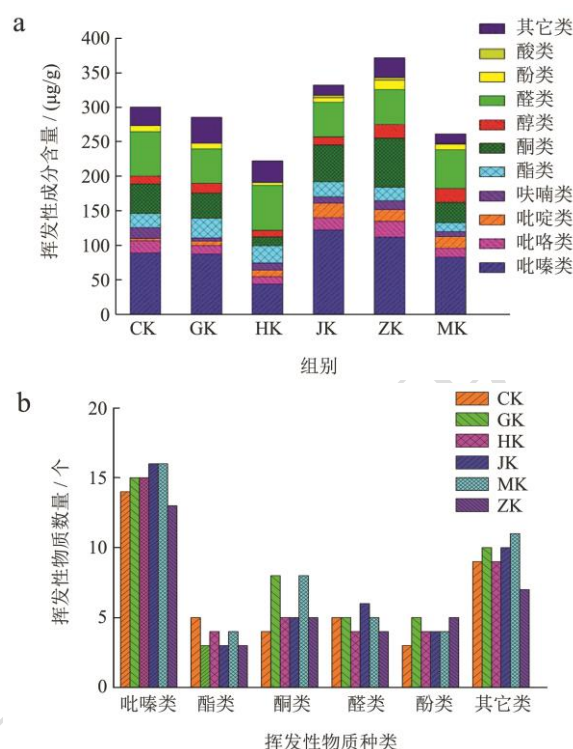 a
挥发性成分含量 / (μg/g)
400
350
300
250
200
150
100
50
0
CK GK HK JK ZK MK
组别
其它类
酸类
酚类
醛类
醇类
酮类
酯类
呋喃类
吡啶类
吡咯类
吡嗪类
b
挥发性物质数量 / 个
20
15
10
5
0
CK
GK
HK
JK
MK
ZK
吡嗪类 酯类 酮类 醛类 酚类 其它类
挥发性物质种类